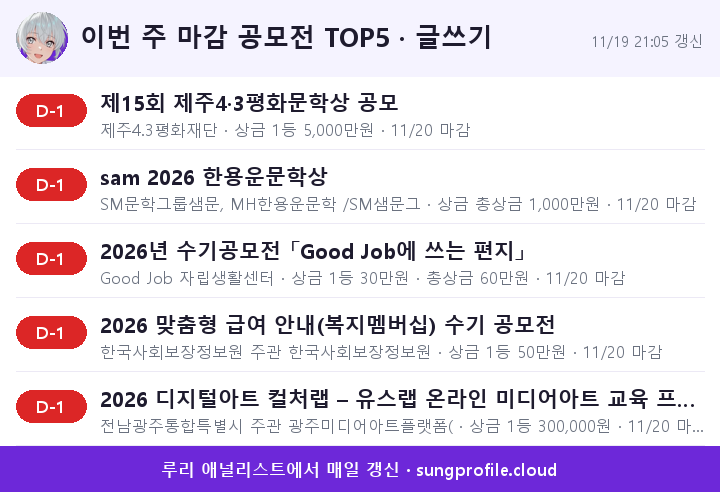 이번 주 마감 공모전 TOP5 · 글쓰기
11/19 21:05 갱신
D-1
제15회 제주4·3평화문학상 공모
제주4.3평화재단 · 상금 1등 5,000만원 · 11/20 마감
D-1
sam 2026 한용운문학상
SM문학그룹샘문, MH한용운문학 /SM샘문그 · 상금 총상금 1,000만원 · 11/20 마감
D-1
2026년 수기공모전 「Good Job에 쓰는 편지」
Good Job 자립생활센터 · 상금 1등 30만원 · 총상금 60만원 · 11/20 마감
D-1
2026 맞춤형 급여 안내(복지멤버십) 수기 공모전
한국사회보장정보원 주관 한국사회보장정보원 · 상금 1등 50만원 · 11/20 마감
D-1
2026 디지털아트 컬처랩 – 유스랩 온라인 미디어아트 교육 프...
전남광주통합특별시 주관 광주미디어아트플랫폼( · 상금 1등 300,000원 · 11/20 마...
루리 애널리스트에서 매일 갱신 · sungprofile.cloud